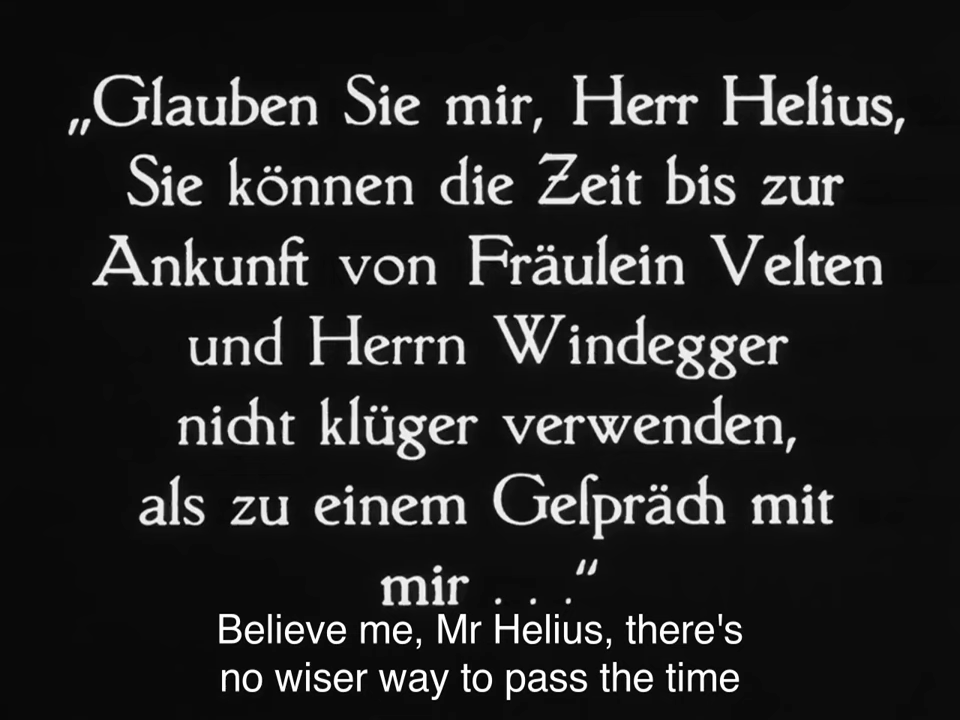 „Glauben Sie mir, Herr Helius,
Sie können die Zeit bis zur
Ankunft von Fräulein Velten
und Herrn Windegger
nicht klüger verwenden,
als zu einem Geſpräch mit
mir . . .“
Believe me, Mr Helius, there's
no wiser way to pass the time